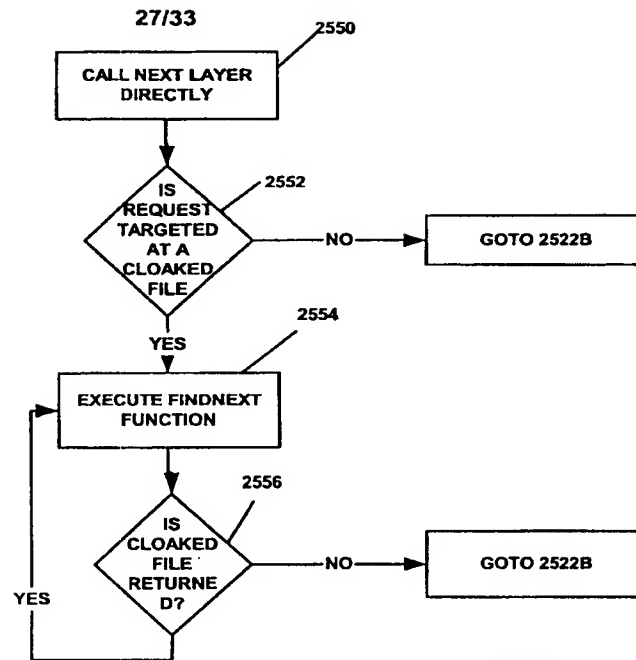 27/33
2550
CALL NEXT LAYER
DIRECTLY
2552
IS
REQUEST
TARGETED
AT A
CLOAKED
FILE
NO
GOTO 2522B
YES
2554
EXECUTE FINDNEXT
FUNCTION
2556
IS
CLOAKED
FILE
RETURNE
D?
NO
GOTO 2522B
YES